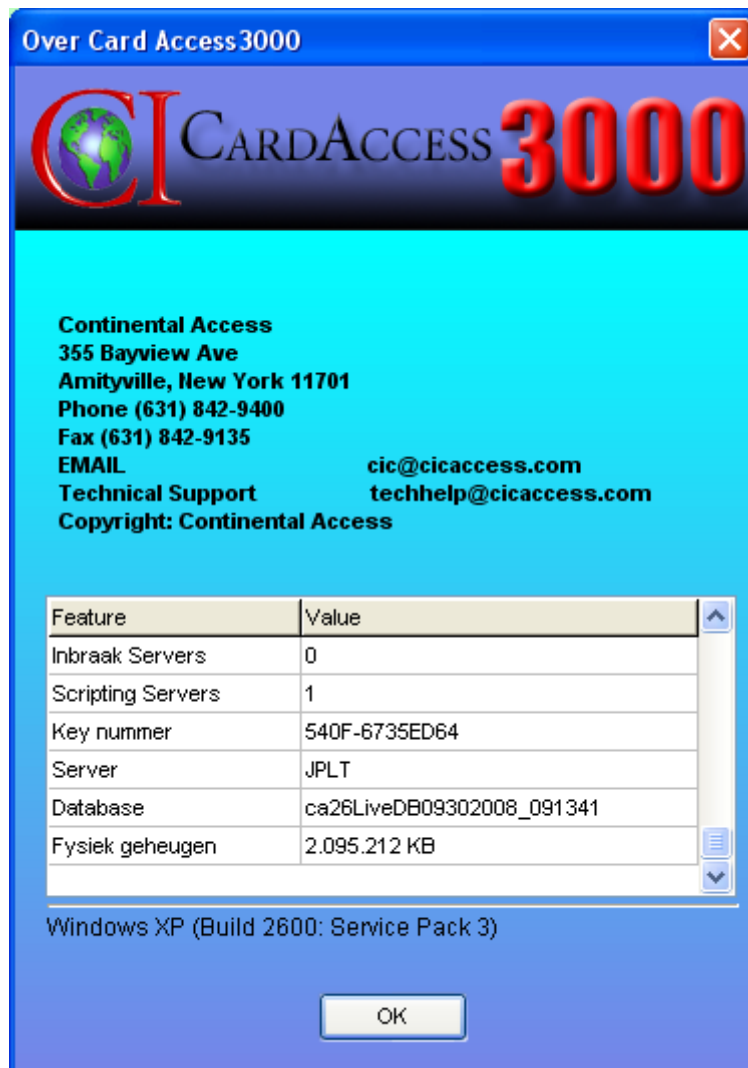 Over Card Access3000
CI CARDACCESS 3000
Continental Access
355 Bayview Ave
Amityville, New York 11701
Phone (631) 842-9400
Fax (631) 842-9135
EMAIL cic@cicaccess.com
Technical Support techhelp@cicaccess.com
Copyright: Continental Access
Feature Value
Inbraak Servers 0
Scripting Servers 1
Key nummer 540F-6735ED64
Server JPLT
Database ca26LiveDB09302008_091341
Fysiek geheugen 2.095.212 KB
Windows XP (Build 2600: Service Pack 3)
OK